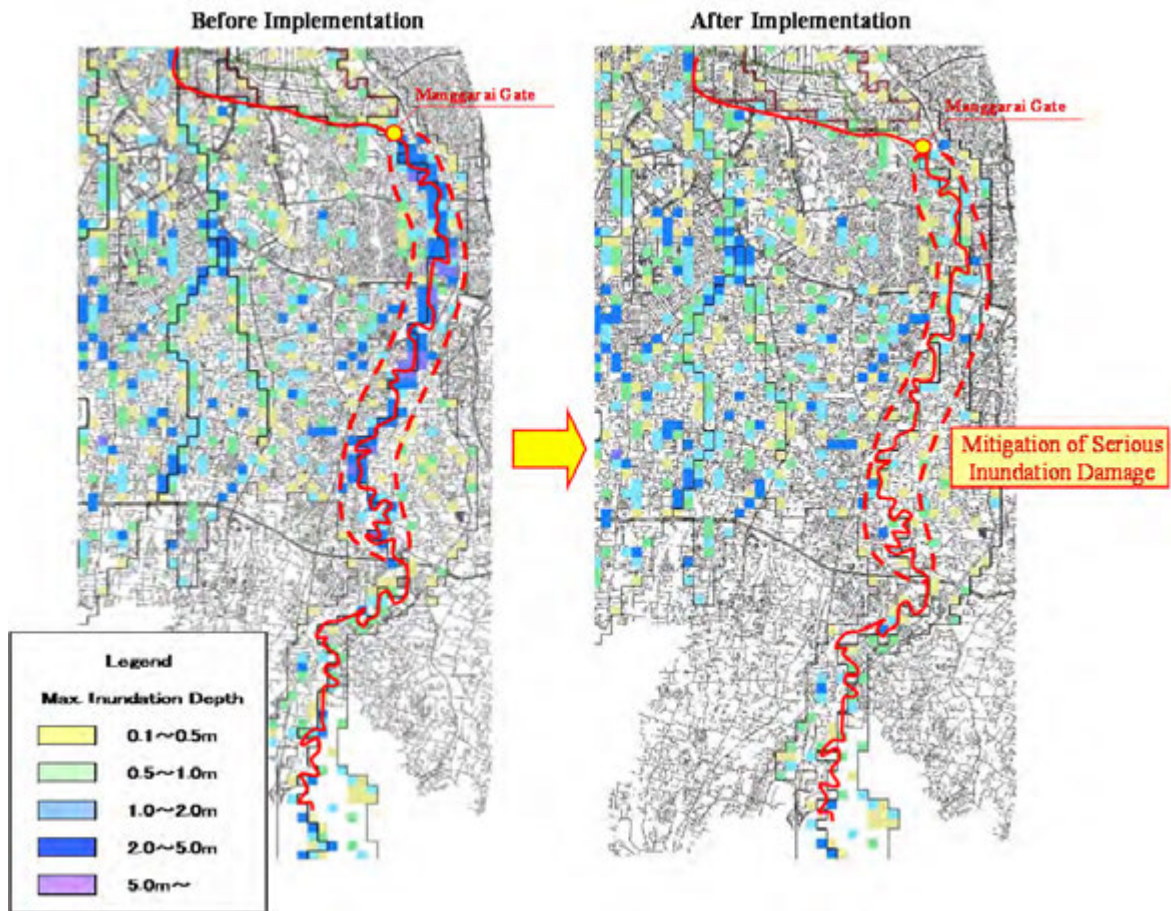 Before Implementation
After Implementation
Manggarai Gate
Manggarai Gate
Mitigation of Serious
Inundation Damage
Legend
Max. Inundation Depth
0.1～0.5m
0.5～1.0m
1.0～2.0m
2.0～5.0m
5.0m～